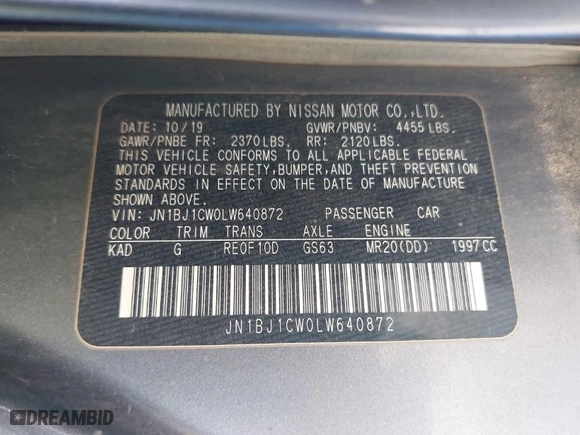 MANUFACTURED BY NISSAN MOTOR CO.,LTD.
DATE: 10/19 GVWR/PNBV: 4455 LBS.
GAWR/PNBE FR: 2370 LBS. RR: 2120 LBS.
THIS VEHICLE CONFORMS TO ALL APPLICABLE FEDERAL
MOTOR VEHICLE SAFETY, BUMPER, AND THEFT PREVENTION
STANDARDS IN EFFECT ON THE DATE OF MANUFACTURE
SHOWN ABOVE.
VIN: JN1BJ1CW0LW640872 PASSENGER CAR
COLOR TRIM TRANS AXLE ENGINE
KAD G RE0F10D GS63 MR20(DD) 1997 CC
JN1BJ1CW0LW640872
DREAMBID